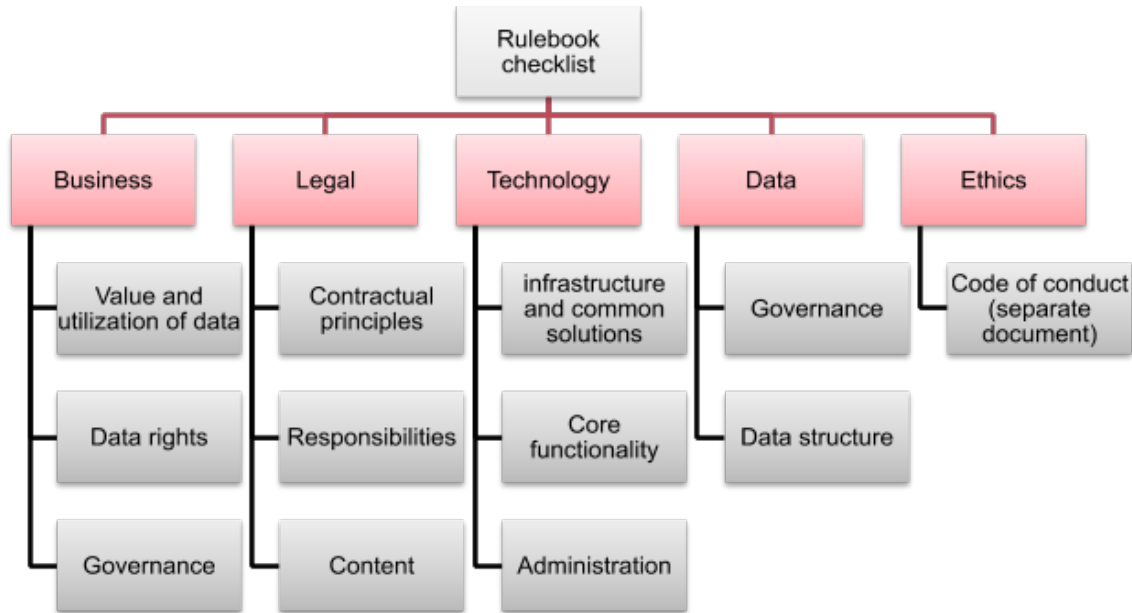 Rulebook
checklist
Business
Legal
Technology
Data
Ethics
Value and
utilization of data
Contractual
principles
infrastructure
and common
solutions
Governance
Code of conduct
(separate
document)
Data rights
Responsibilities
Core
functionality
Data structure
Governance
Content
Administration